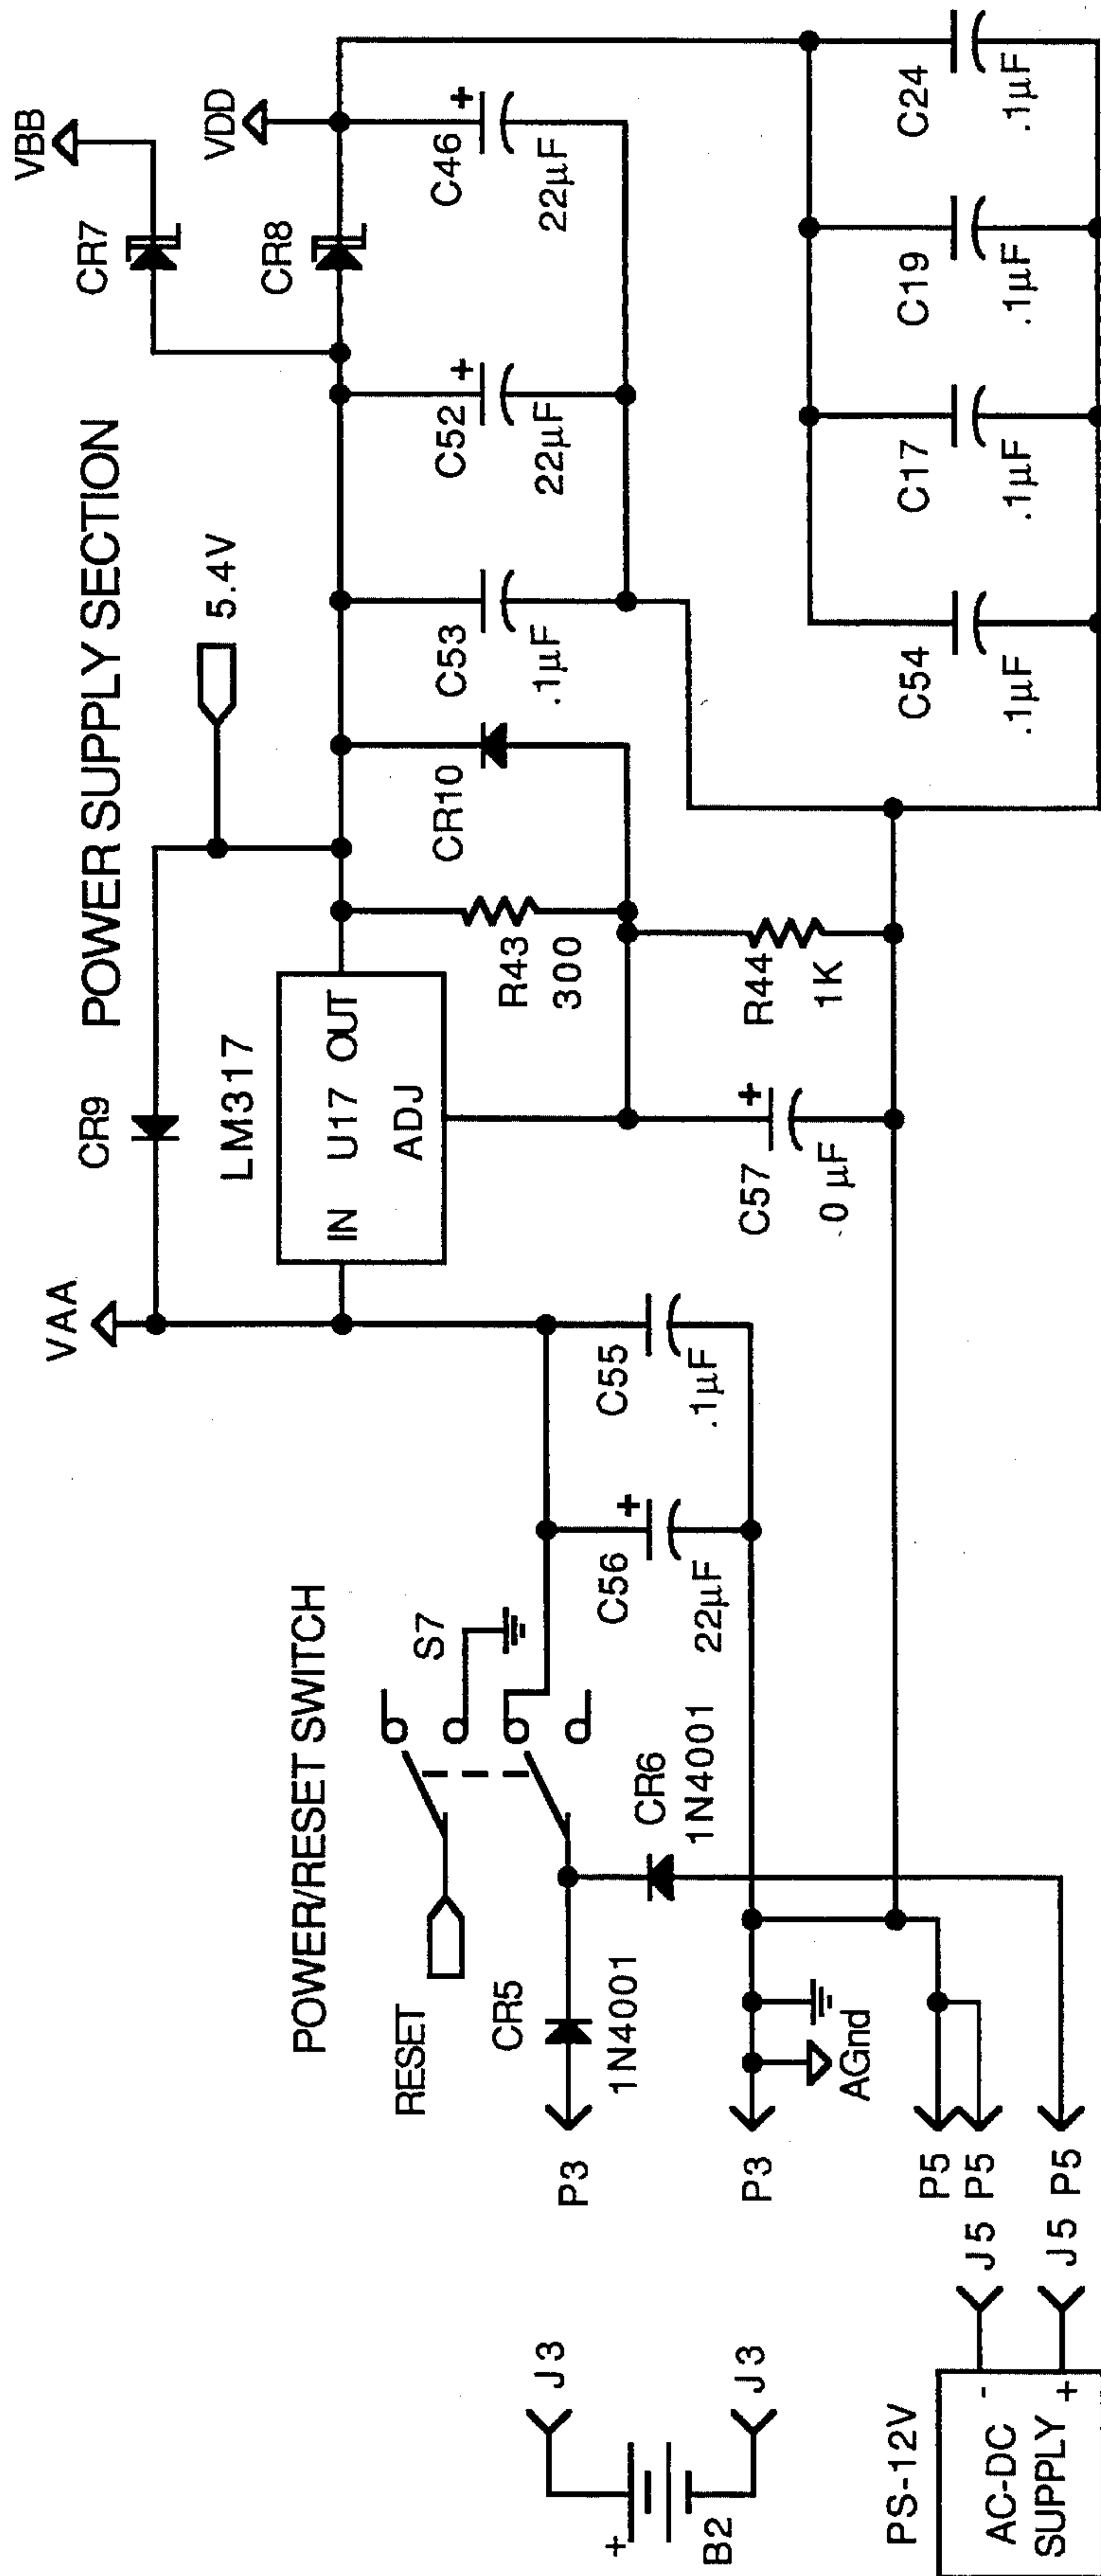 POWER SUPPLY SECTION
POWER/RESET SWITCH
B2
+
J3
J3
PS-12V
AC-DC
SUPPLY
-
+
J5
J5
P3
P3
P5
P5
P5
RESET
S7
CR5
1N4001
CR6
1N4001
AGnd
C56
+
22µF
C55
.1µF
VAA
CR9
LM317
IN
U17
OUT
ADJ
C57
+
0 µF
R43
300
R44
1K
5.4V
CR10
C53
.1µF
C52
+
22µF
C46
+
22µF
CR7
CR8
VBB
VDD
C54
.1µF
C17
.1µF
C19
.1µF
C24
.1µF